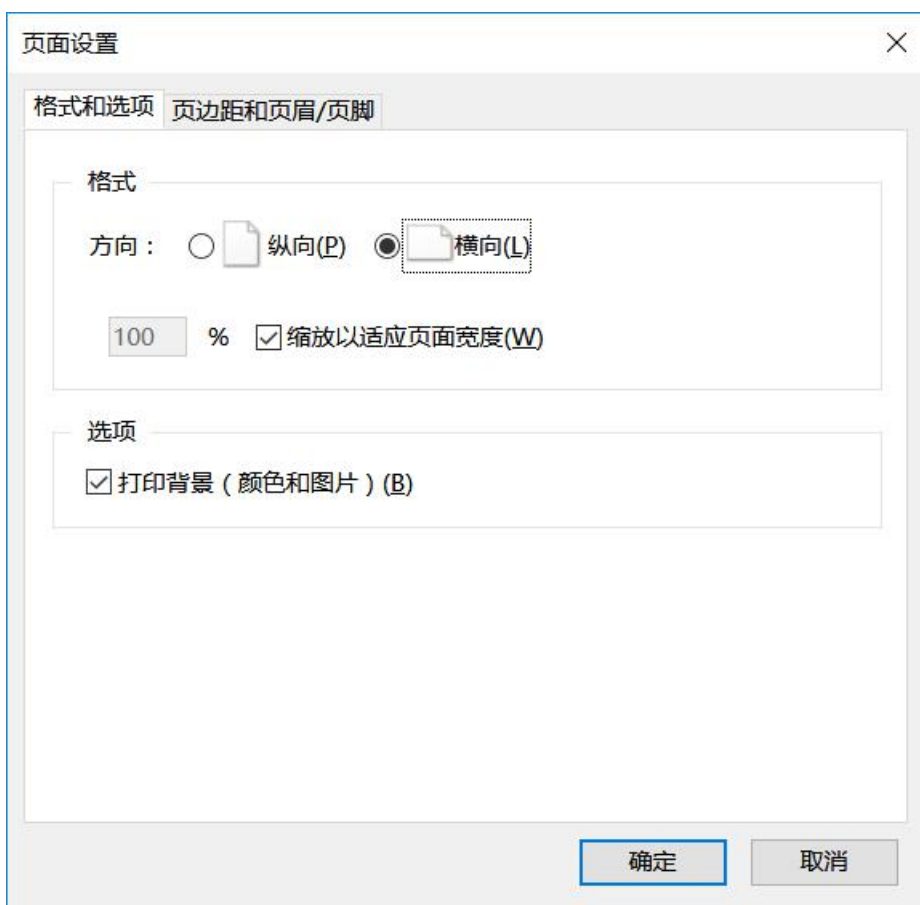 页面设置
格式和选项 页边距和页眉/页脚
格式
方向： 纵向(P) 横向(L)
100 % 缩放以适应页面宽度(W)
选项
打印背景（颜色和图片）(B)
确定 取消